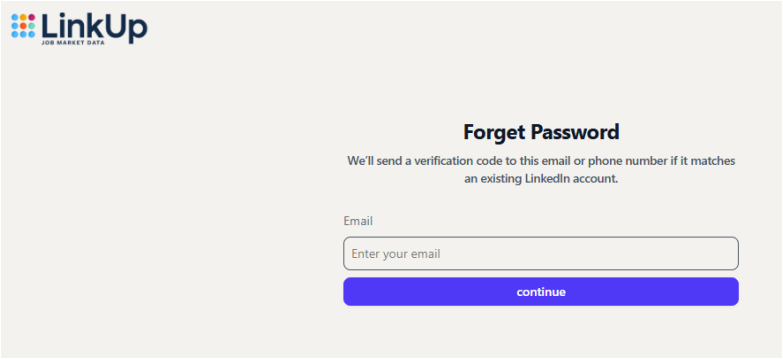 LinkUp
JOB MARKET DATA
Forget Password
We'll send a verification code to this email or phone number if it matches
an existing LinkedIn account.
Email
Enter your email
continue